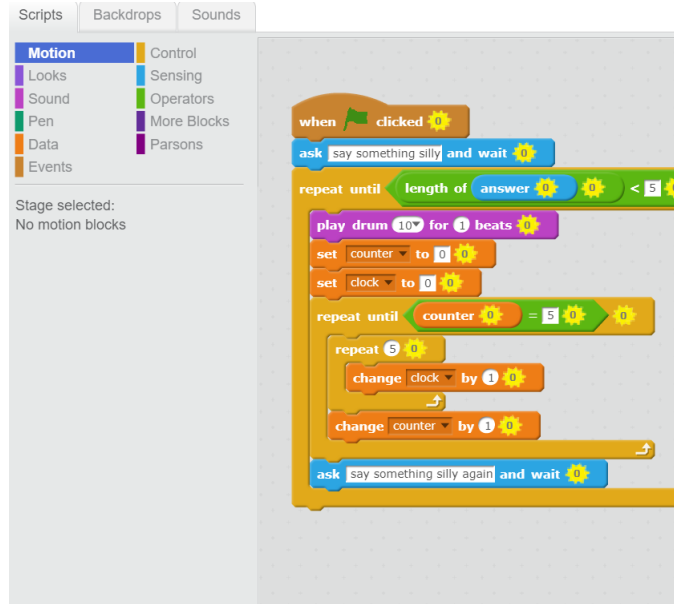 Scripts Backdrops Sounds
Motion Control
Looks Sensing
Sound Operators
Pen More Blocks
Data Parsons
Events
Stage selected:
No motion blocks
when clicked 0
ask say something silly and wait 0
repeat until length of answer 0 0 < 5
play drum 10 for 1 beats 0
set counter to 0 0
set clock to 0 0
repeat until counter 0 = 5 0 0
repeat 5 0
change clock by 1 0
change counter by 1 0
ask say something silly again and wait 0